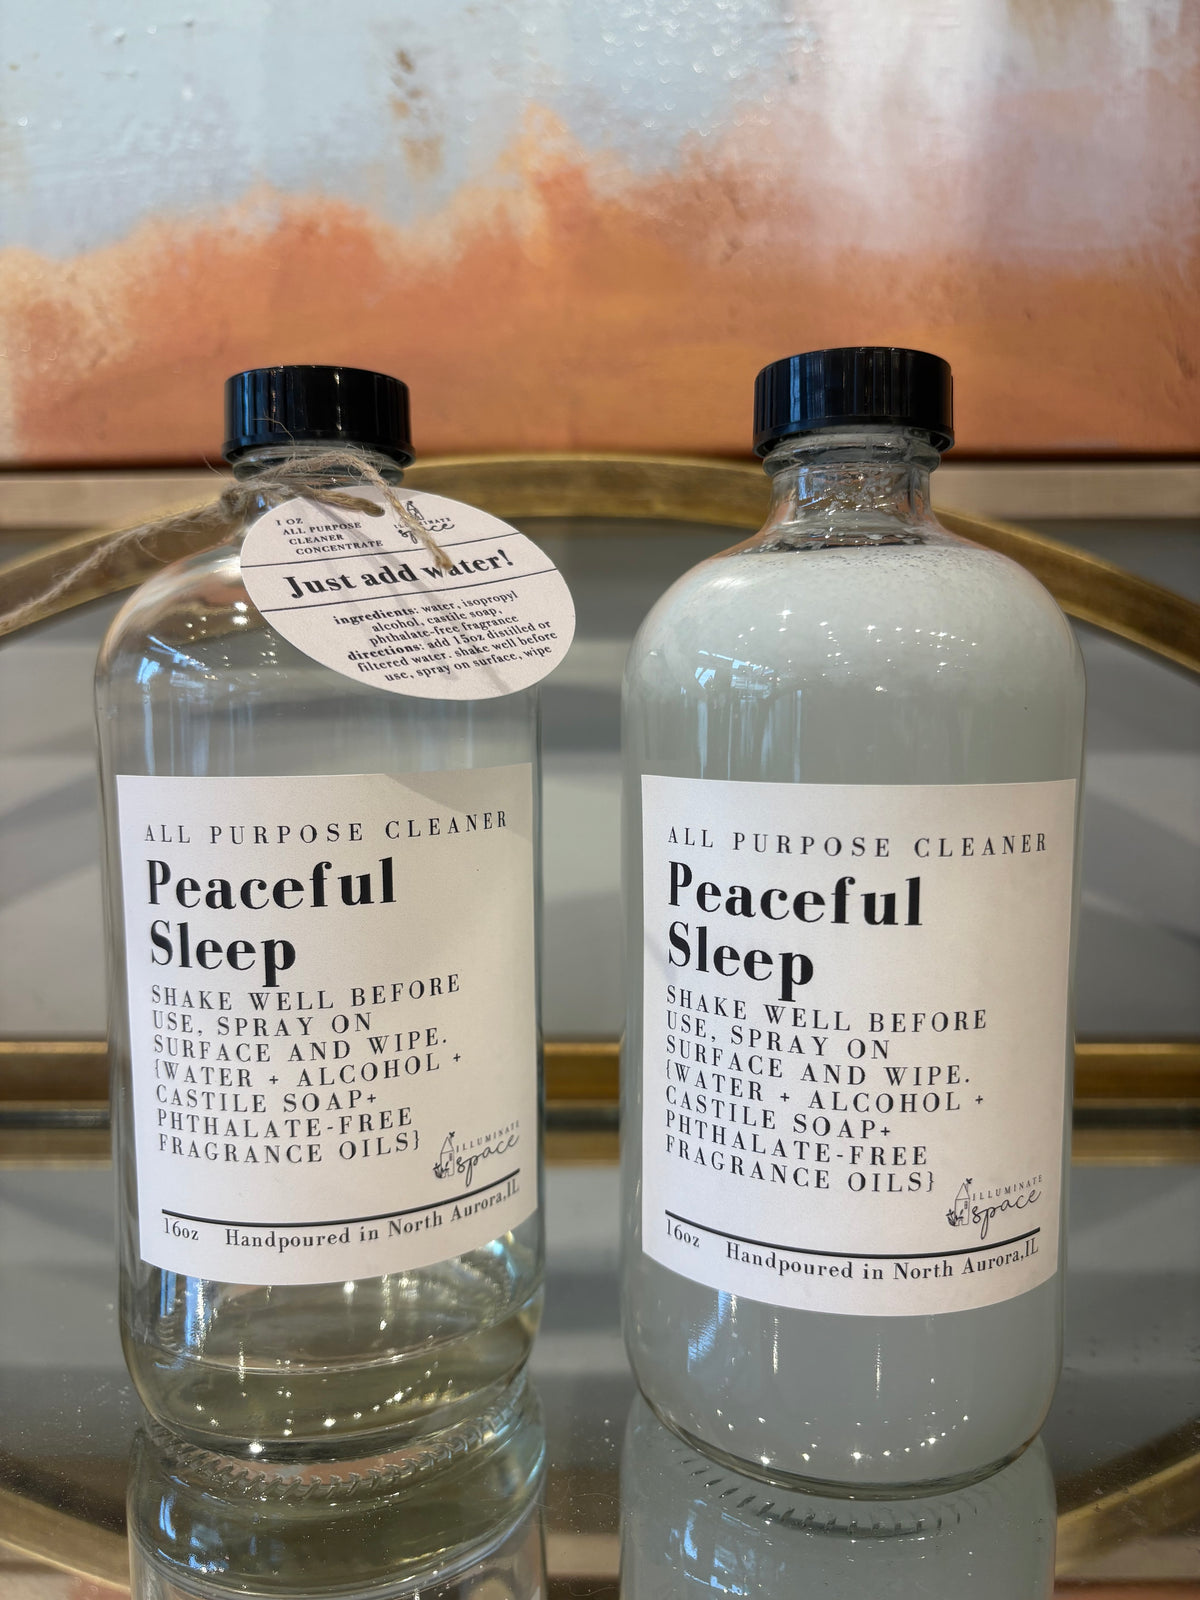 1 OZ
ALL PURPOSE
CLEANER
CONCENTRATE
ILLUMINATE
space
Just add water!
ingredients: water, isopropyl
alcohol, castile soap,
phthalate-free fragrance
directions: add 15oz distilled or
filtered water. shake well before
use, spray on surface, wipe
ALL PURPOSE CLEANER
Peaceful
Sleep
SHAKE WELL BEFORE
USE, SPRAY ON
SURFACE AND WIPE.
{WATER + ALCOHOL +
CASTILE SOAP+
PHTHALATE-FREE
FRAGRANCE OILS}
ILLUMINATE
space
16oz Handpoured in North Aurora,IL
ALL PURPOSE CLEANER
Peaceful
Sleep
SHAKE WELL BEFORE
USE, SPRAY ON
SURFACE AND WIPE.
{WATER + ALCOHOL +
CASTILE SOAP+
PHTHALATE-FREE
FRAGRANCE OILS}
ILLUMINATE
space
16oz Handpoured in North Aurora,IL